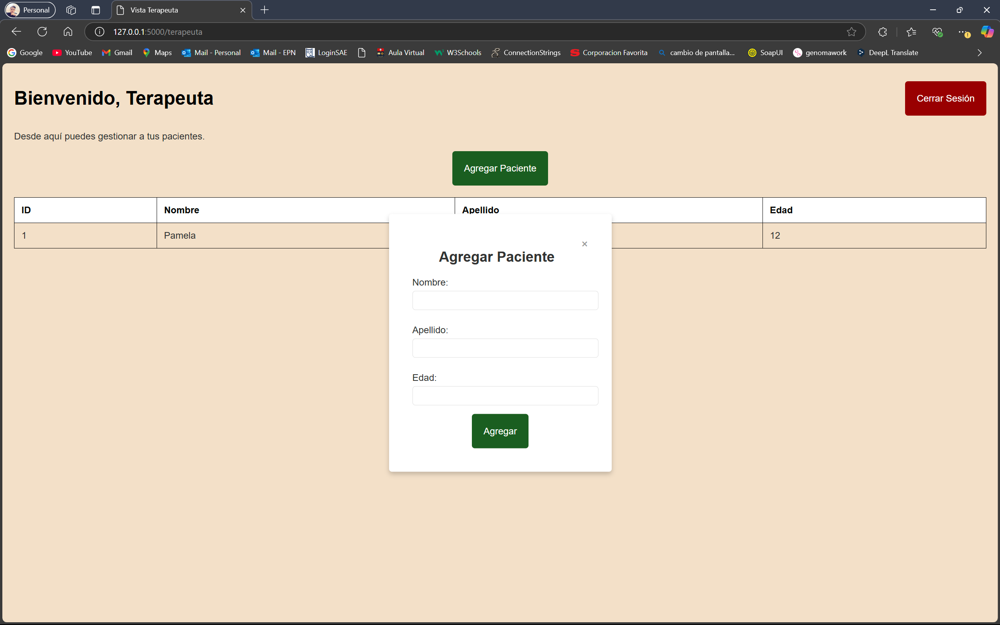 Personal
Vista Terapeuta
127.0.0.1:5000/terapeuta
Google YouTube Gmail Maps Mail - Personal Mail - EPN LoginSAE Aula Virtual W3Schools ConnectionStrings Corporacion Favorita cambio de pantalla... SoapUI genomawork DeepL Translate
Bienvenido, Terapeuta
Cerrar Sesión
Desde aquí puedes gestionar a tus pacientes.
Agregar Paciente
ID Nombre Apellido Edad
1 Pamela 12
×
Agregar Paciente
Nombre:
Apellido:
Edad:
Agregar